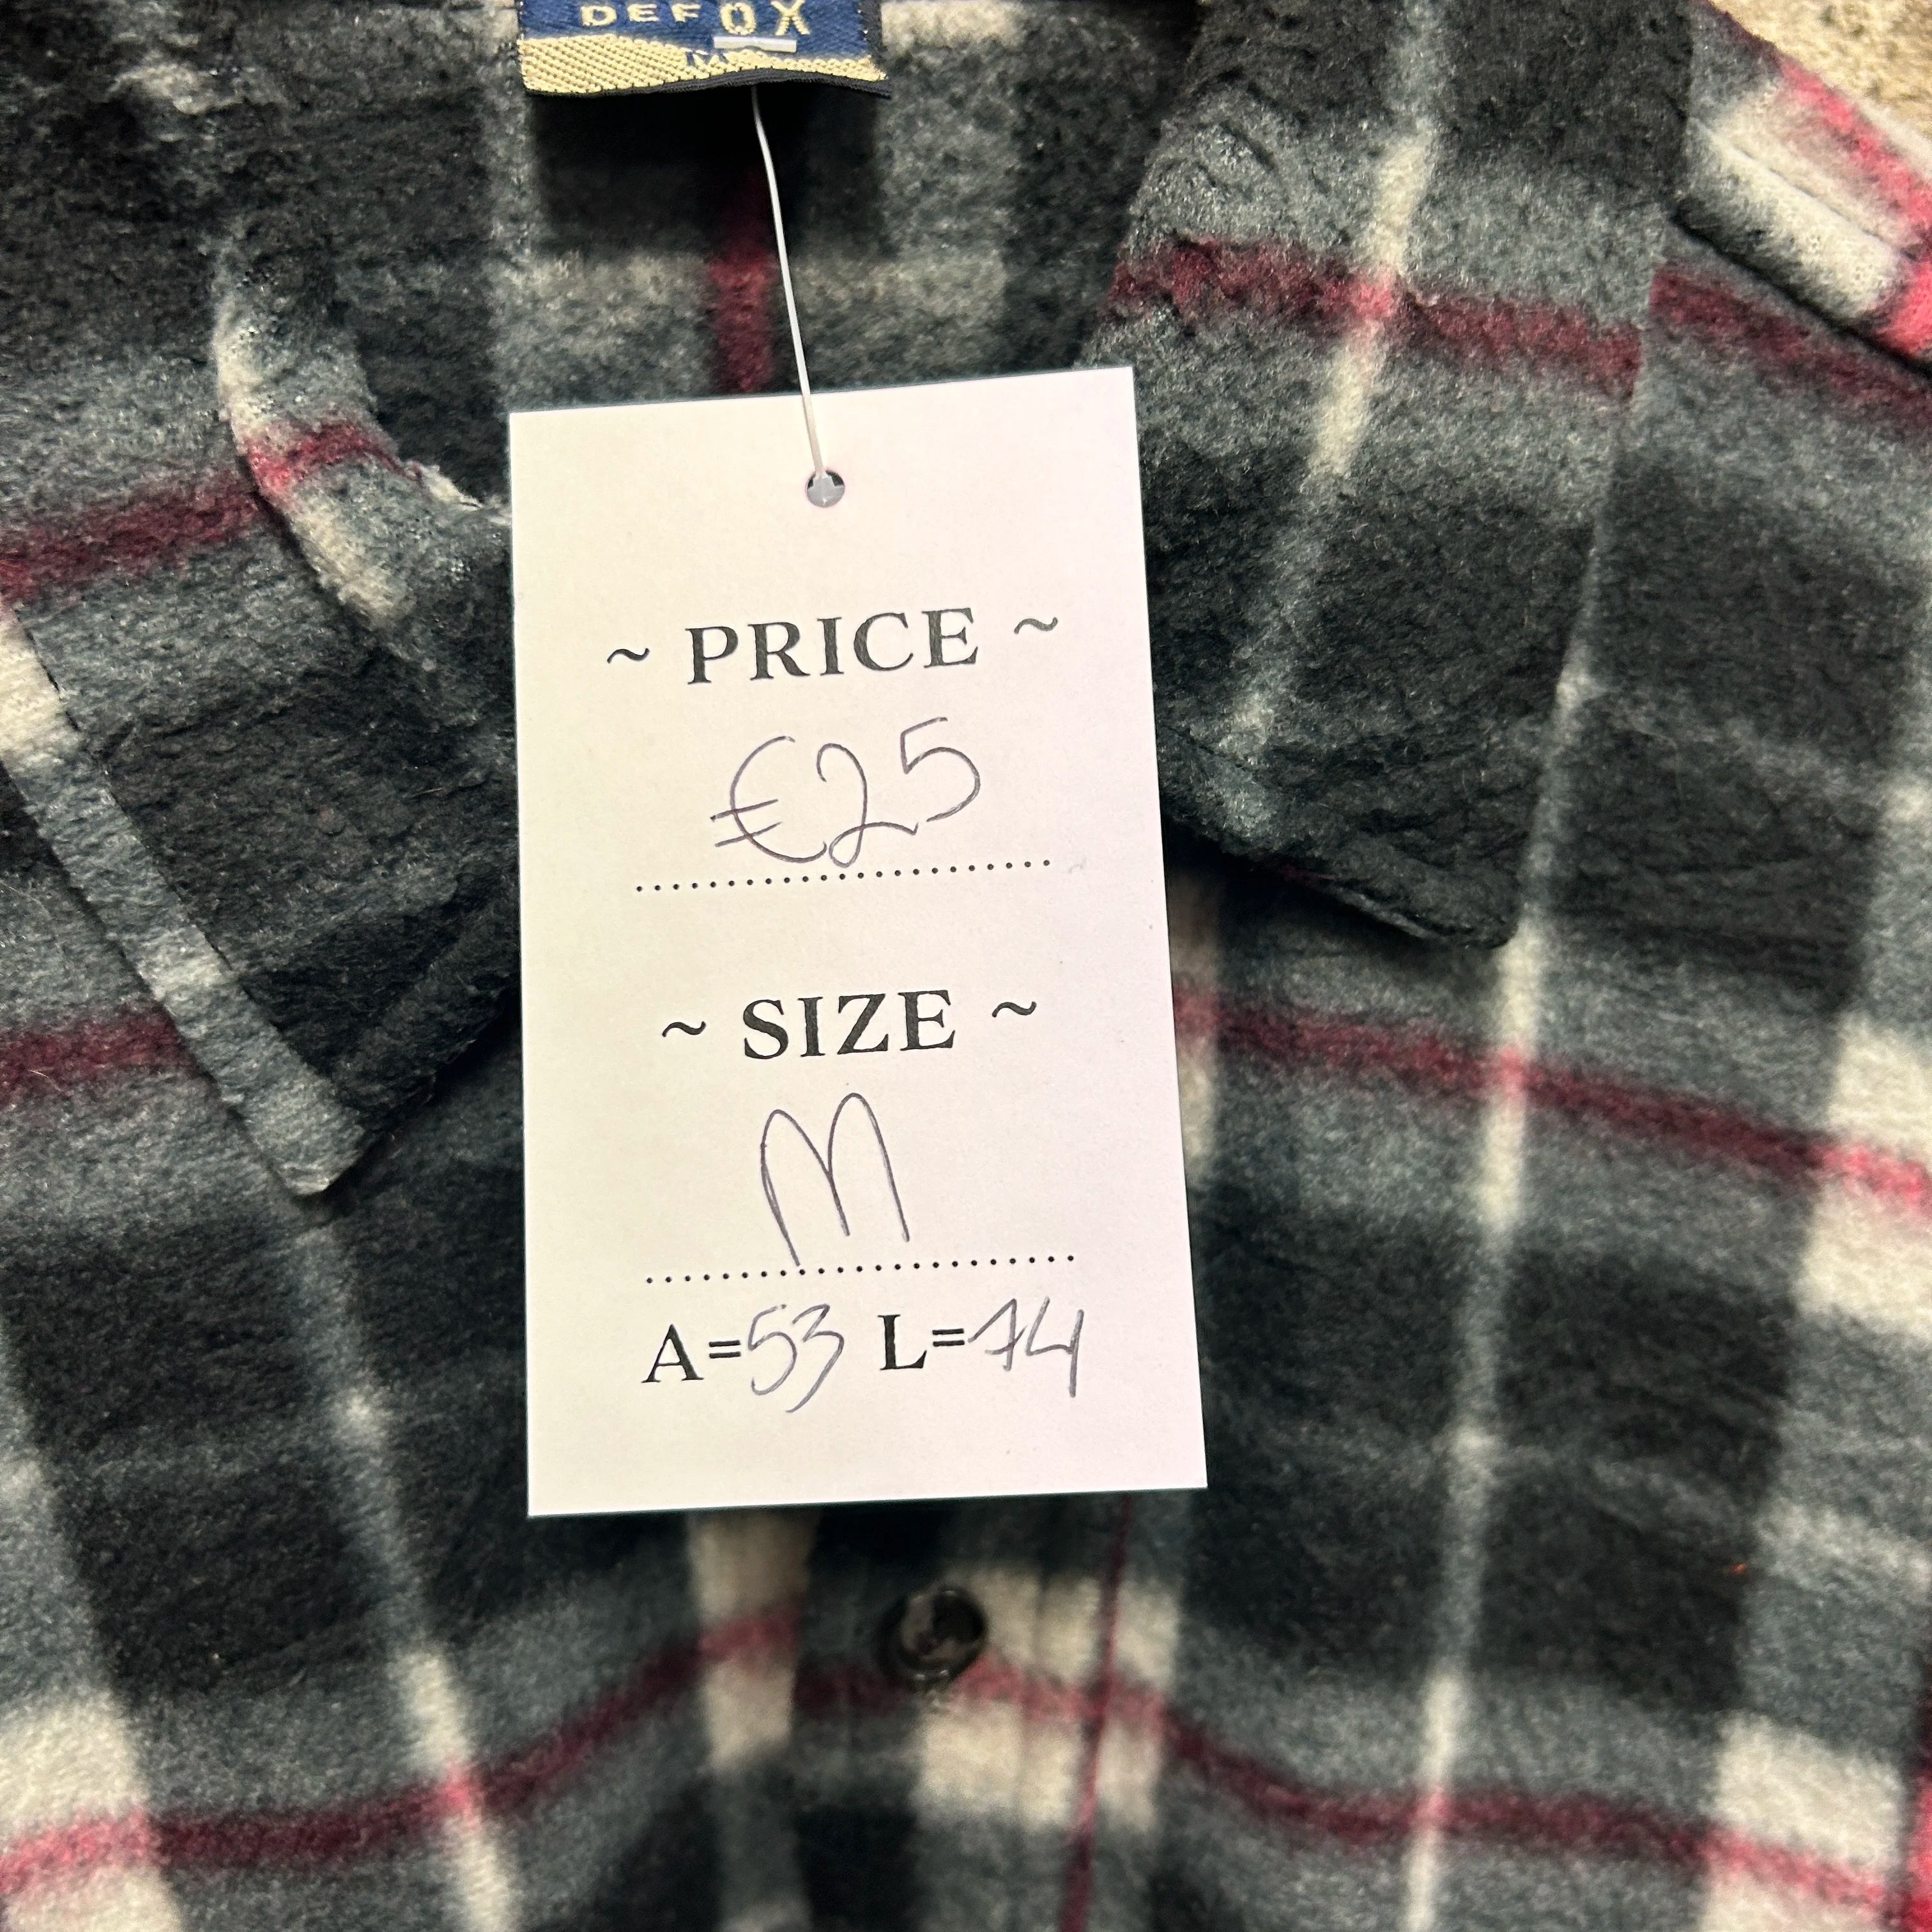 DEFOX
M
~ PRICE ~
€25
~ SIZE ~
M
A=53 L=74